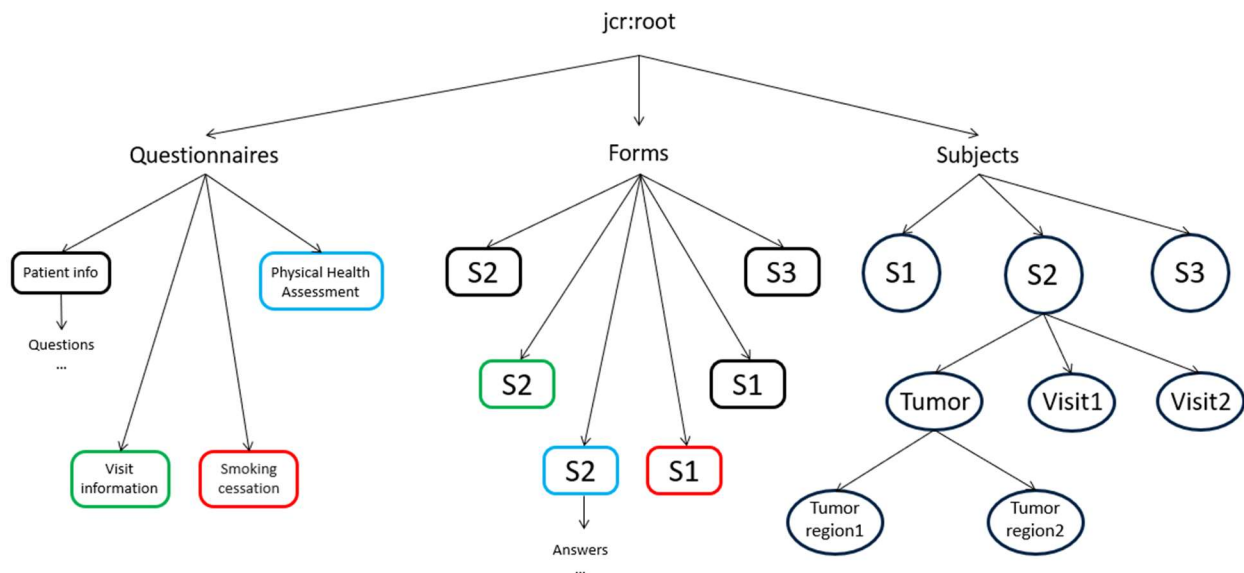 jcr:root
Questionnaires
Forms
Subjects
Patient info
Physical Health
Assessment
S2
S3
S1
S2
S3
Questions
...
S2
S1
Tumor
Visit1
Visit2
Visit
information
Smoking
cessation
S2
S1
Tumor
region1
Tumor
region2
Answers
...